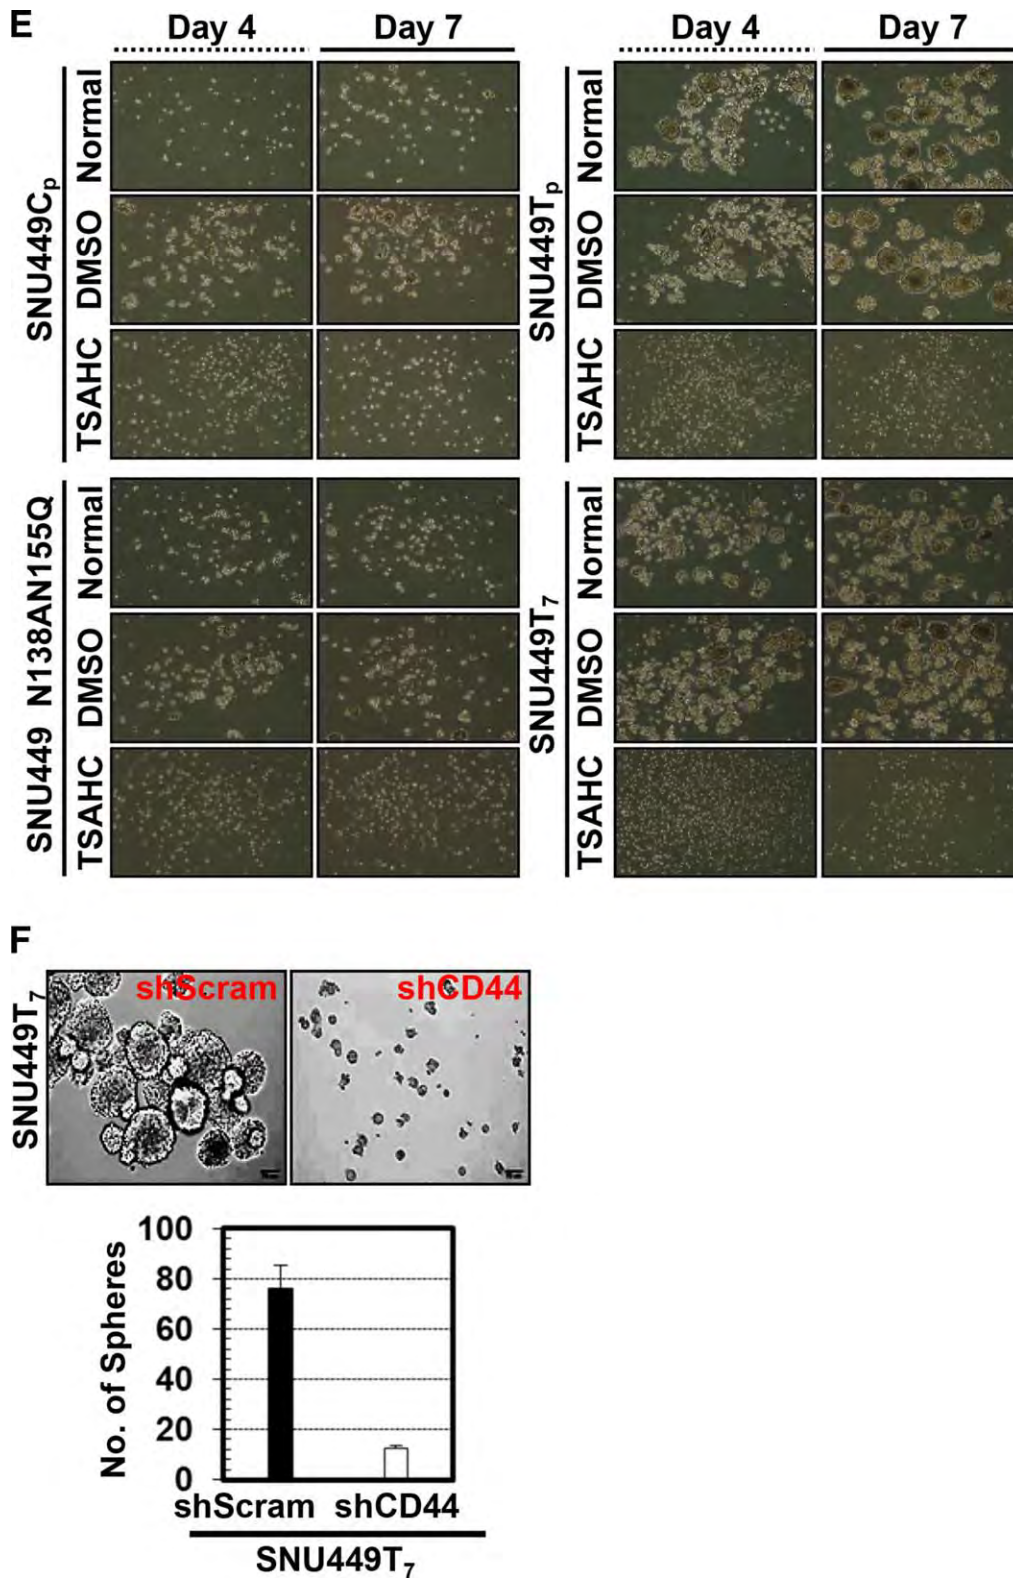 E
Day 4 Day 7 Day 4 Day 7
SNU449Cp
Normal
DMSO
TSAHC
SNU449Tp
Normal
DMSO
TSAHC
SNU449 N138AN155Q
Normal
DMSO
TSAHC
SNU449T7
Normal
DMSO
TSAHC
F
SNU449T7
shScram shCD44
No. of Spheres
100
80
60
40
20
0
shScram shCD44
SNU449T7